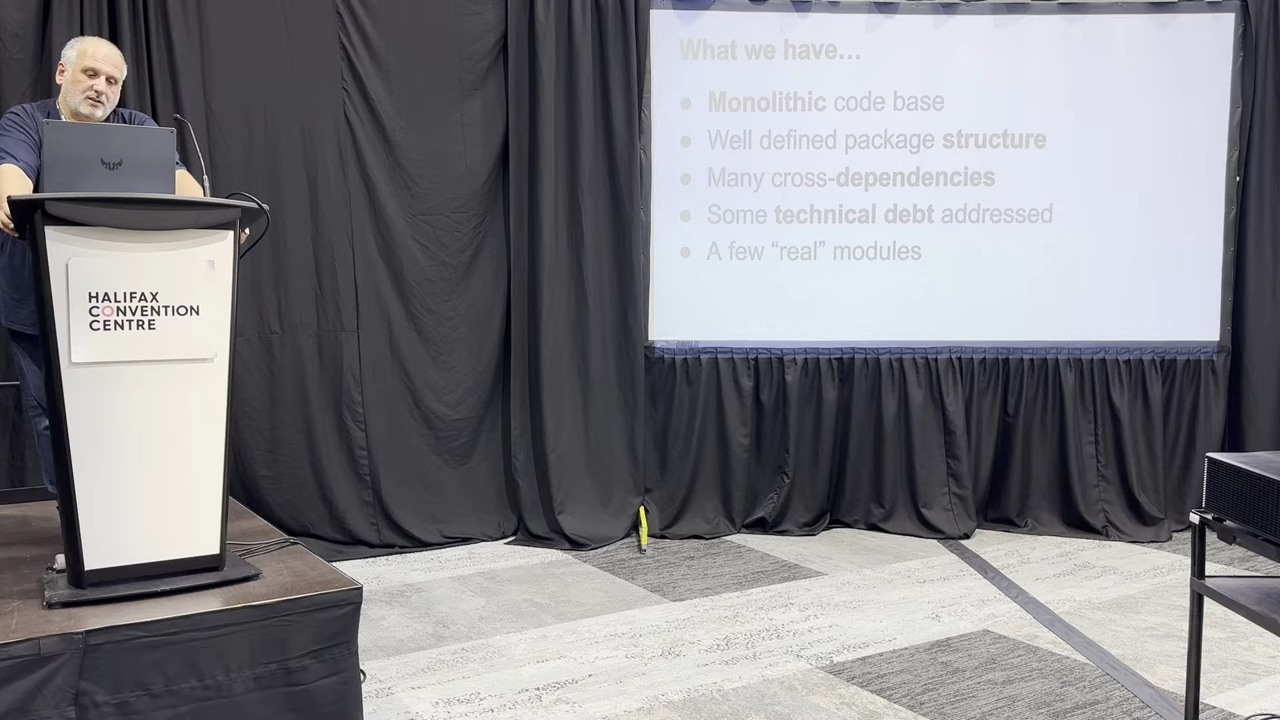 What we have…
● Monolithic code base
● Well defined package structure
● Many cross-dependencies
● Some technical debt addressed
● A few “real” modules
HALIFAX
CONVENTION
CENTRE